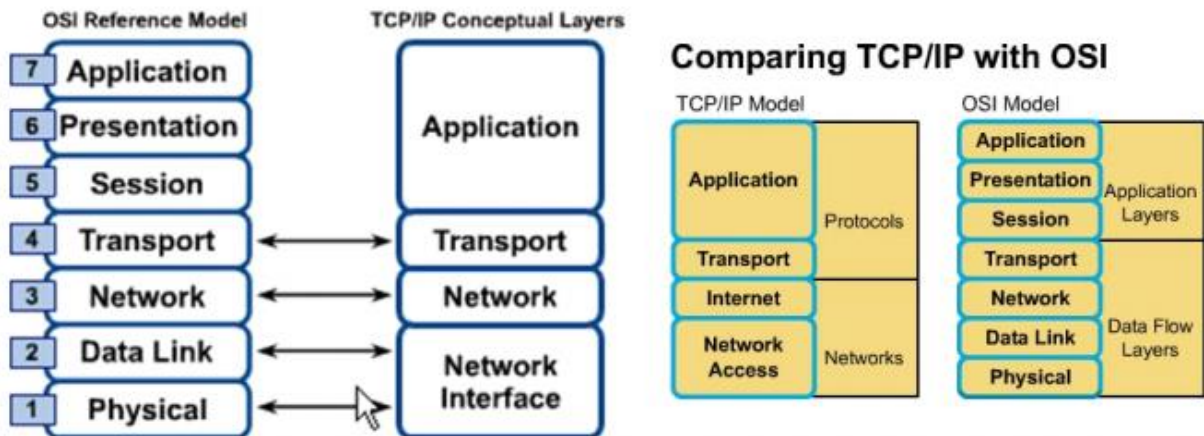 OSI Reference Model
TCP/IP Conceptual Layers
7 Application
6 Presentation
5 Session
4 Transport
3 Network
2 Data Link
1 Physical
Application
Transport
Network
Network
Interface
Comparing TCP/IP with OSI
TCP/IP Model
Application
Transport
Internet
Network
Access
Protocols
Networks
OSI Model
Application
Presentation
Session
Transport
Network
Data Link
Physical
Application
Layers
Data Flow
Layers